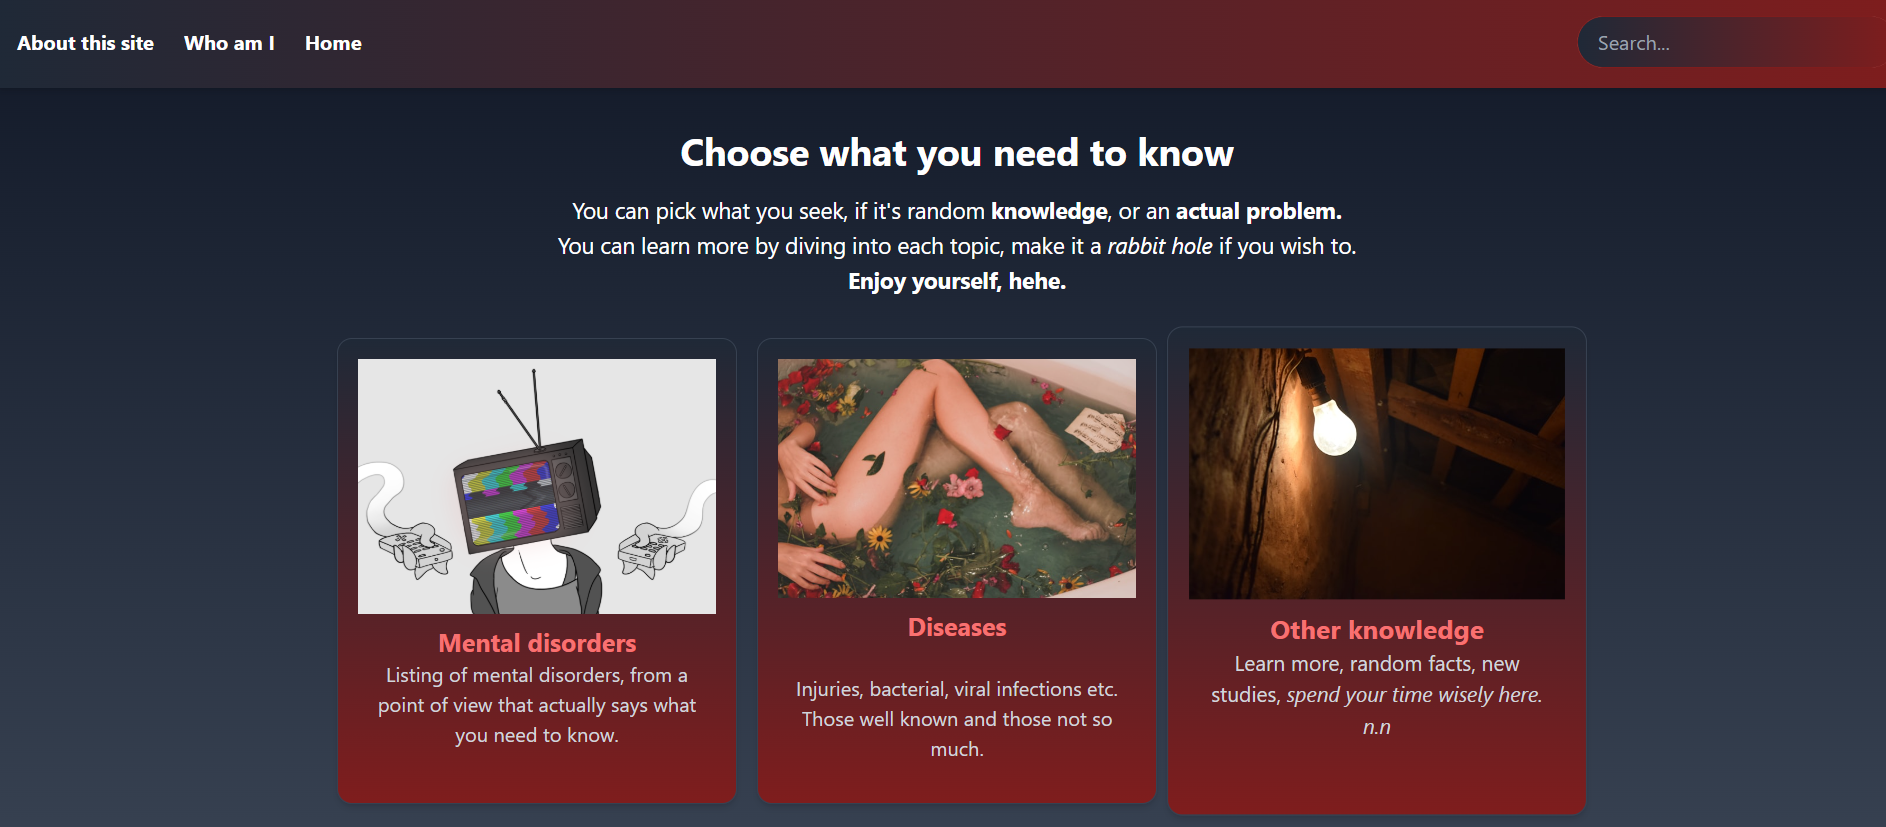 About this site Who am I Home Search...
Choose what you need to know
You can pick what you seek, if it's random knowledge, or an actual problem.
You can learn more by diving into each topic, make it a rabbit hole if you wish to.
Enjoy yourself, hehe.
Mental disorders
Listing of mental disorders, from a
point of view that actually says what
you need to know.
Diseases
Injuries, bacterial, viral infections etc.
Those well known and those not so
much.
Other knowledge
Learn more, random facts, new
studies, spend your time wisely here.
n.n